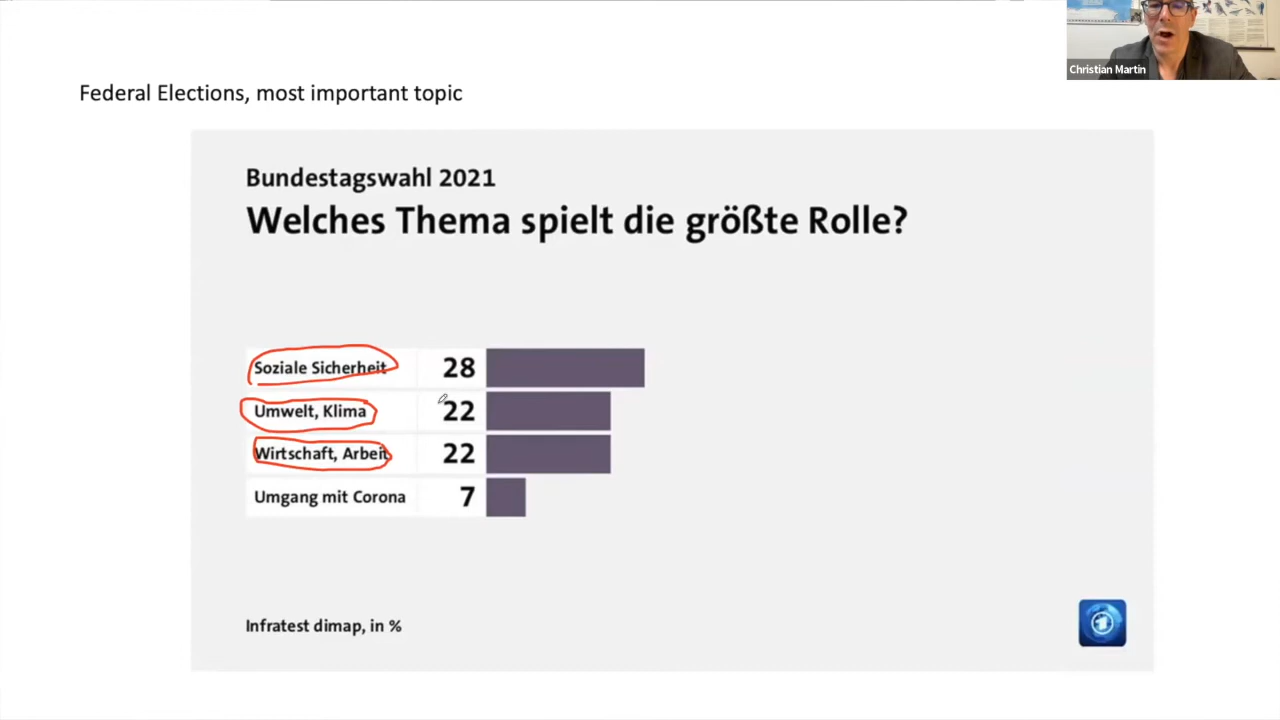 Christian Martin
Federal Elections, most important topic
Bundestagswahl 2021
Welches Thema spielt die größte Rolle?
Soziale Sicherheit 28
Umwelt, Klima 22
Wirtschaft, Arbeit 22
Umgang mit Corona 7
Infratest dimap, in %
1